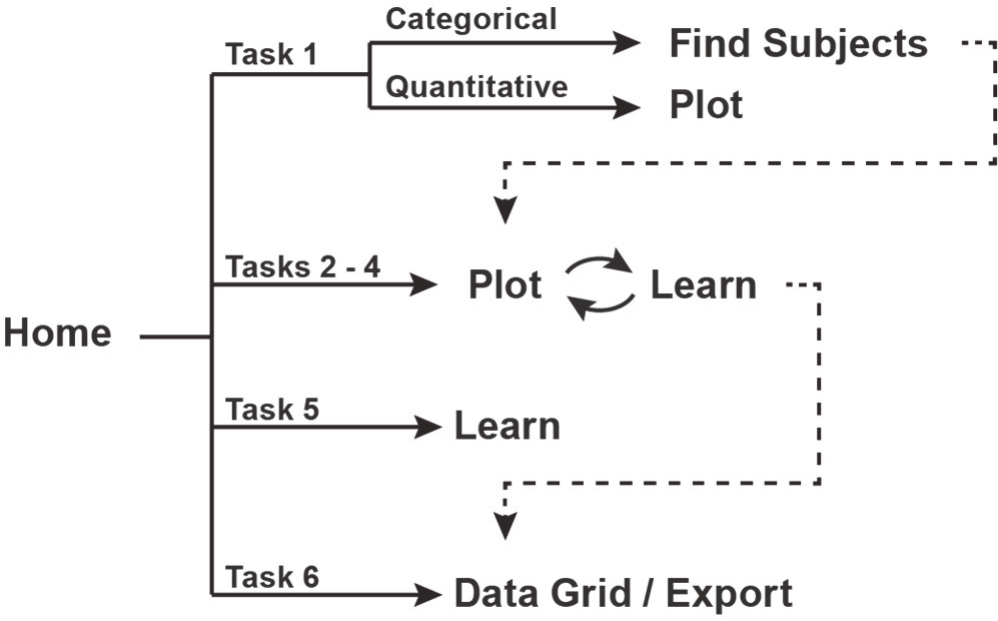 Categorical
Task 1
Find Subjects
Quantitative
Plot
Tasks 2 - 4
Plot
Learn
Home
Task 5
Learn
Task 6
Data Grid / Export